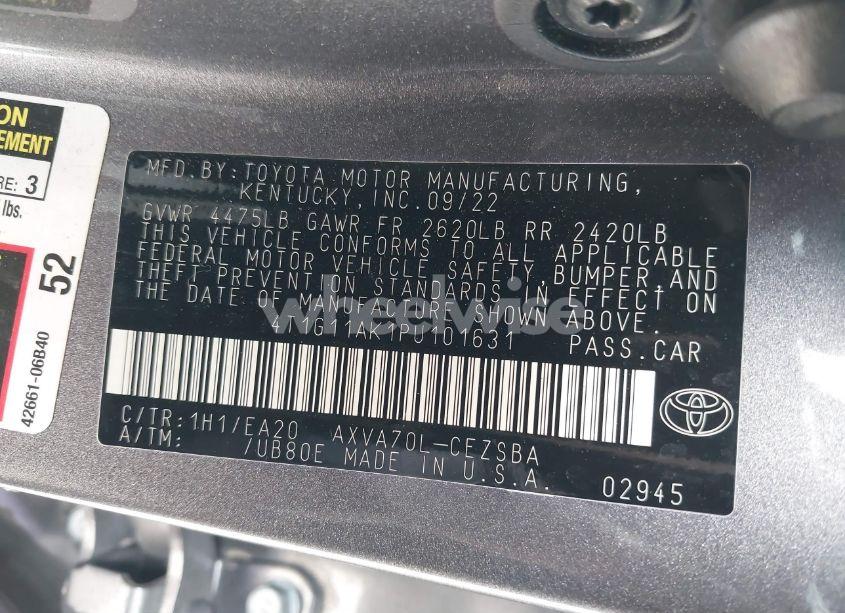 ON
EMENT
RE: 3
lbs.
52
42661-06B40
MFD.BY:TOYOTA MOTOR MANUFACTURING,
KENTUCKY, INC.09/22
GVWR 4475LB GAWR FR 2620LB RR 2420LB
THIS VEHICLE CONFORMS TO ALL APPLICABLE
FEDERAL MOTOR VEHICLE SAFETY, BUMPER, AND
THEFT PREVENTION STANDARDS IN EFFECT ON
THE DATE OF MANUFACTURE SHOWN ABOVE.
wheelwise
PASS.CAR
C/TR:1H1/EA20 AXVA70L-CEZSBA
A/TM: /UB80E MADE IN U.S.A.
02945